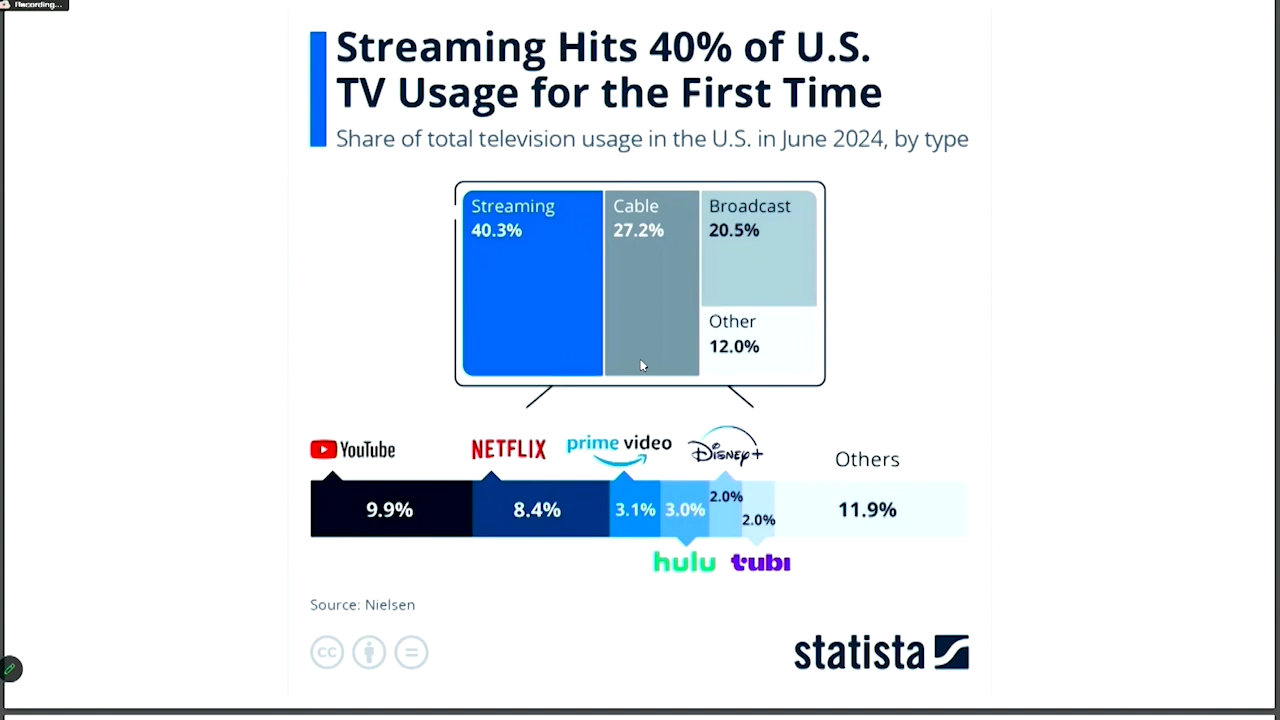 Recording...
Streaming Hits 40% of U.S.
TV Usage for the First Time
Share of total television usage in the U.S. in June 2024, by type
Streaming
40.3%
Cable
27.2%
Broadcast
20.5%
Other
12.0%
YouTube
NETFLIX
prime video
Disney+
Others
9.9%
8.4%
3.1%
3.0%
2.0%
2.0%
11.9%
hulu
tubi
Source: Nielsen
cc
statista